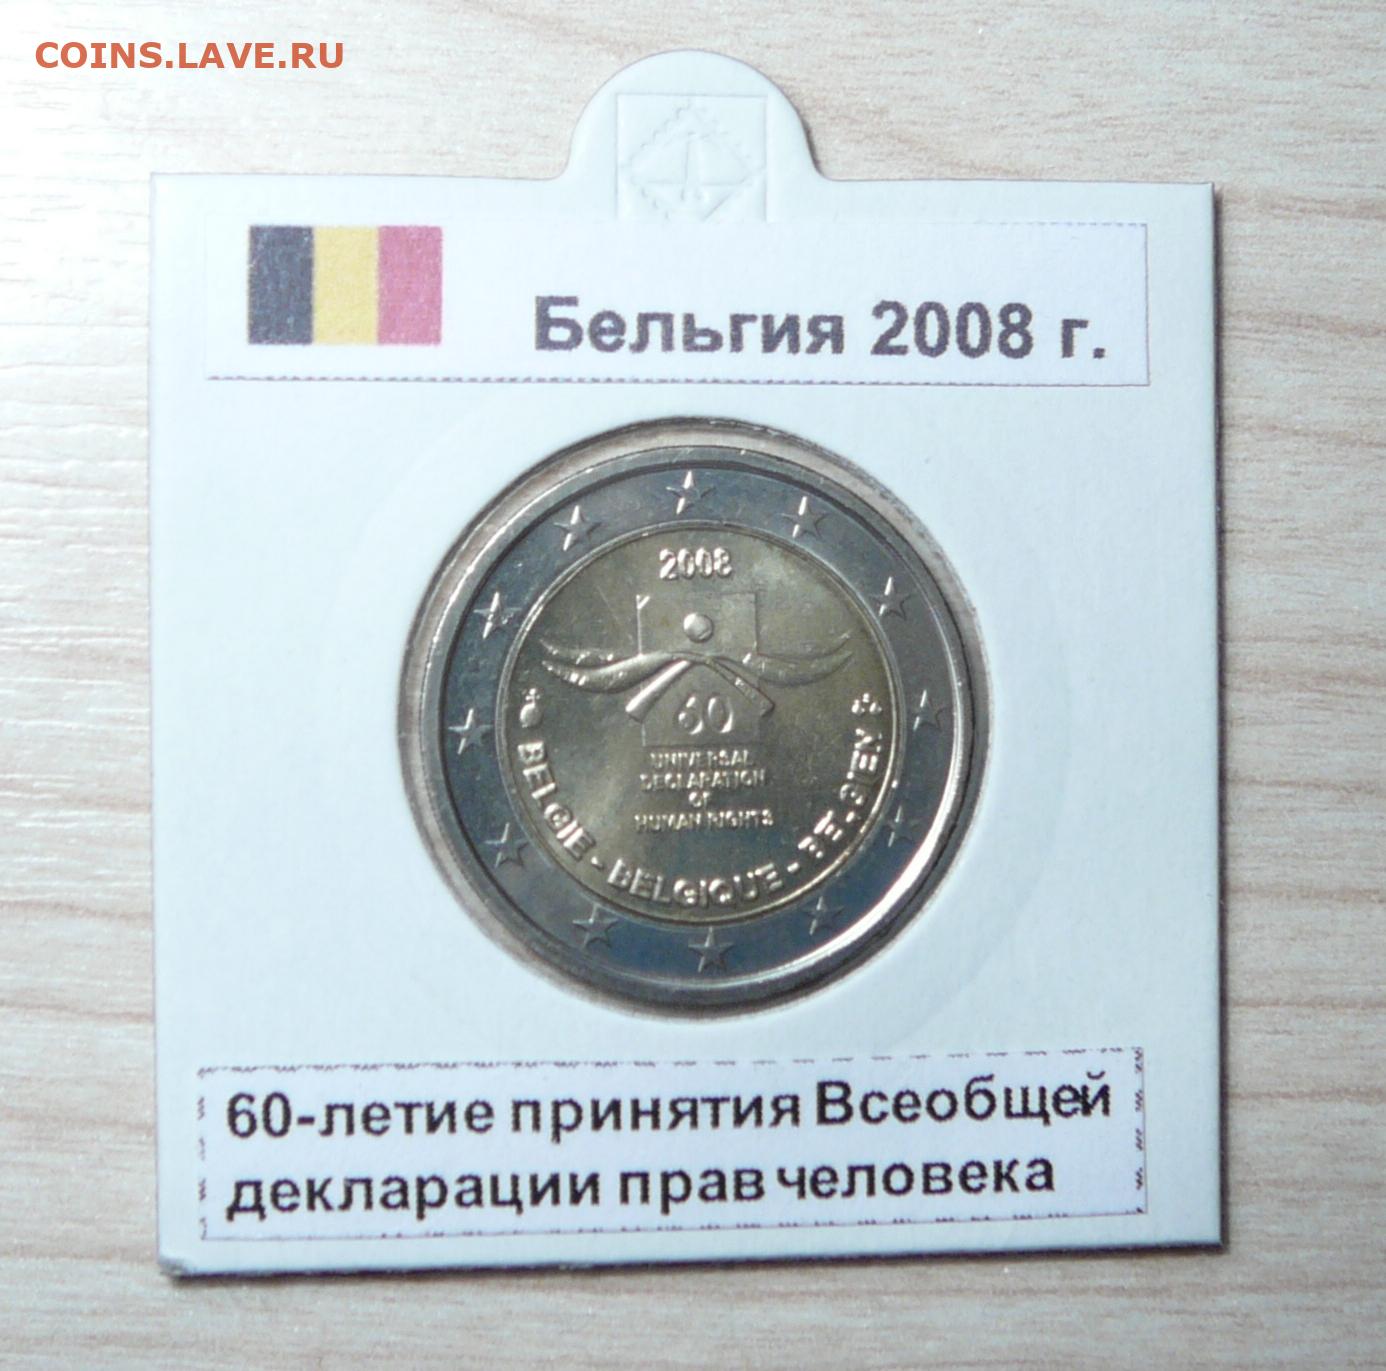 COINS.LAVE.RU
Бельгия 2008 г.
2008
60
UNIVERSAL
DECLARATION
OF
HUMAN RIGHTS
BELGIE - BELGIQUE - BELGIEN
60-летие принятия Всеобщей
декларации прав человека